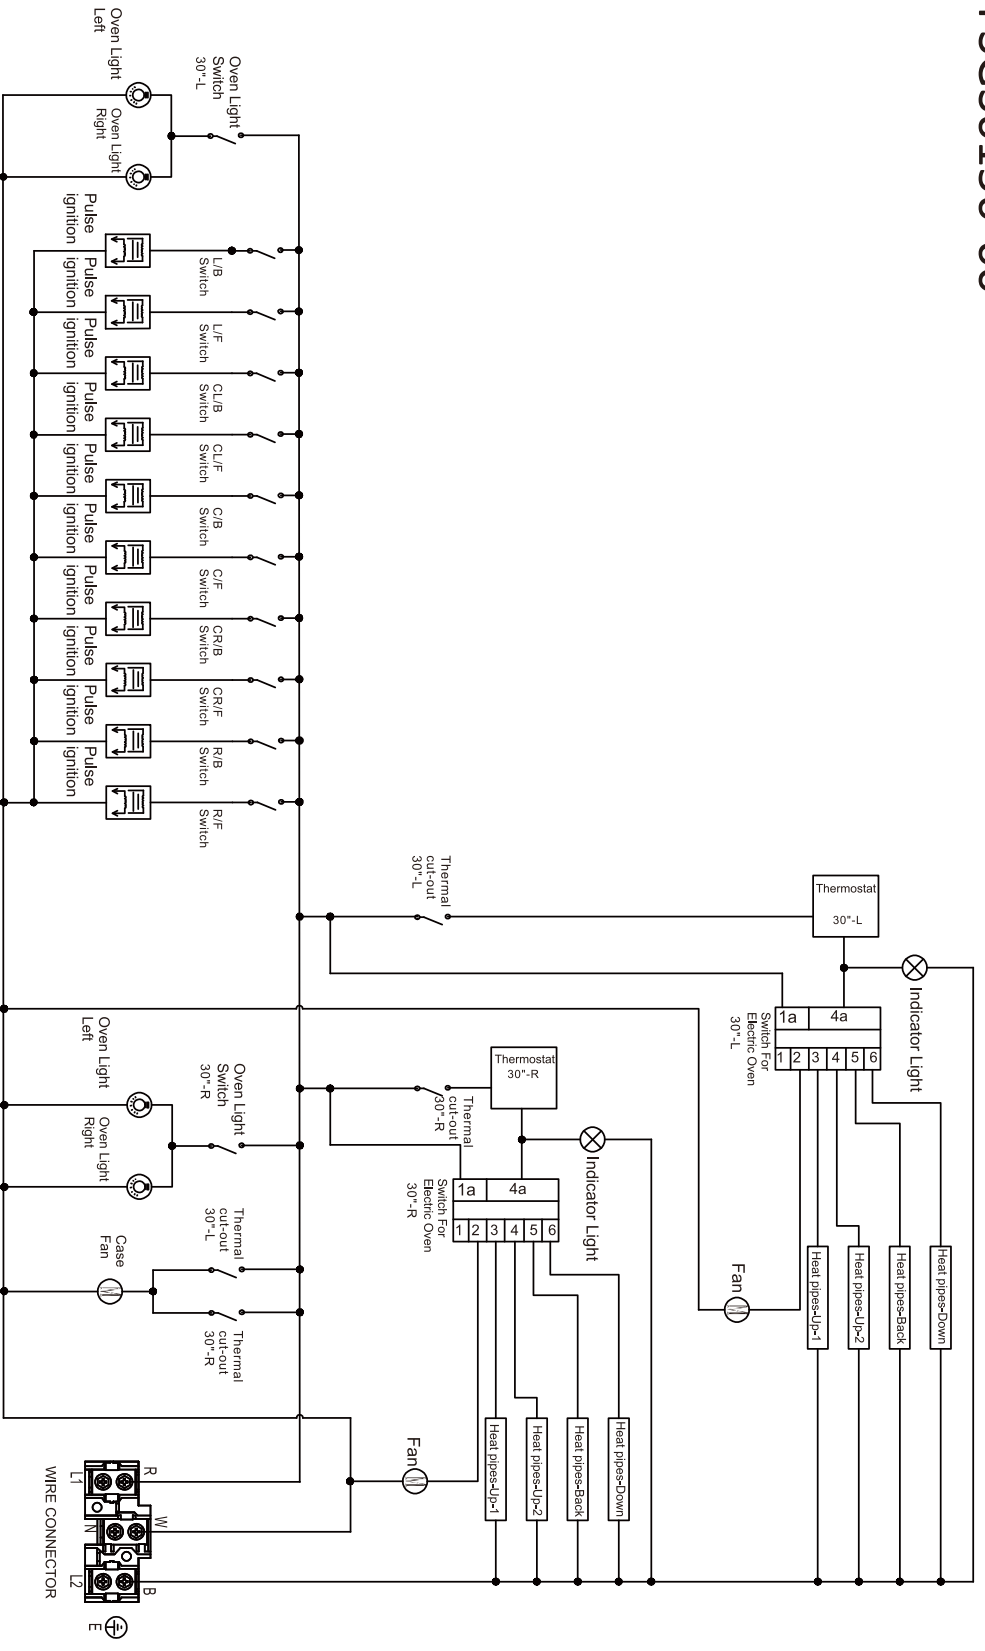 Oven Light
Left
Oven Light
Switch
30"-L
Oven Light
Right
Pulse
ignition
L/B
Switch
Pulse
ignition
L/F
Switch
Pulse
ignition
CL/B
Switch
Pulse
ignition
CL/F
Switch
Pulse
ignition
C/B
Switch
Pulse
ignition
C/F
Switch
Pulse
ignition
CR/B
Switch
Pulse
ignition
CR/F
Switch
Pulse
ignition
R/B
Switch
Pulse
ignition
R/F
Switch
Thermal
cut-out
30"-L
Thermostat
30"-L
Indicator Light
1a 4a
1 2 3 4 5 6
Switch For
Electric Oven
30"-L
Oven Light
Left
Oven Light
Switch
30"-R
Oven Light
Right
Thermostat
30"-R
Thermal
cut-out
30"-R
Indicator Light
1a 4a
1 2 3 4 5 6
Switch For
Electric Oven
30"-R
Thermal
cut-out
30"-L
Case
Fan
Thermal
cut-out
30"-R
Fan
Heat pipes-Up-1
Heat pipes-Up-2
Heat pipes-Back
Heat pipes-Down
Fan
Heat pipes-Up-1
Heat pipes-Up-2
Heat pipes-Back
Heat pipes-Down
R
L1
W
N
B
L2
WIRE CONNECTOR
E